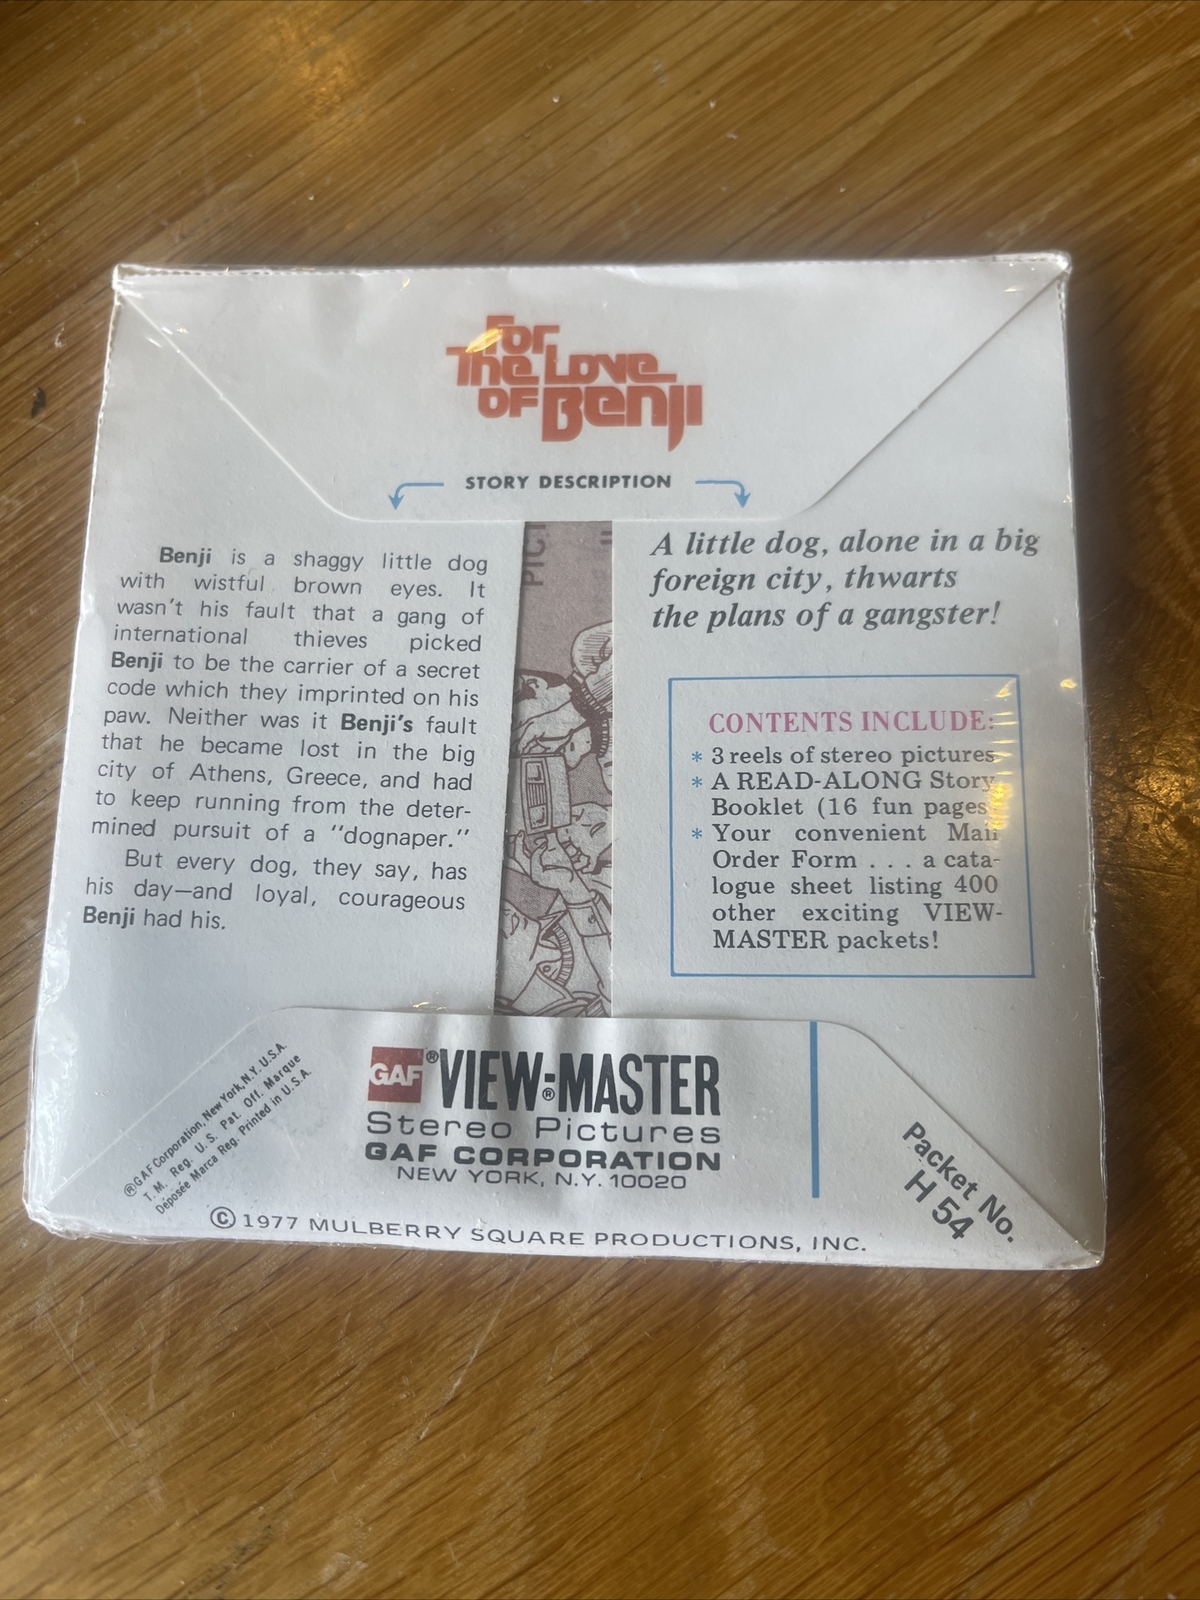 For
The Love
OF Benji
STORY DESCRIPTION
Benji is a shaggy little dog
with wistful brown eyes. It
wasn't his fault that a gang of
international thieves picked
Benji to be the carrier of a secret
code which they imprinted on his
paw. Neither was it Benji's fault
that he became lost in the big
city of Athens, Greece, and had
to keep running from the deter-
mined pursuit of a "dognaper."
But every dog, they say, has
his day—and loyal, courageous
Benji had his.
PIC
A little dog, alone in a big
foreign city, thwarts
the plans of a gangster!
CONTENTS INCLUDE:
* 3 reels of stereo pictures
* A READ-ALONG Story
Booklet (16 fun pages
* Your convenient Mail
Order Form . . . a cata-
logue sheet listing 400
other exciting VIEW-
MASTER packets!
®GAF Corporation, New York, N.Y. U.S.A.
T. M. Reg. U. S. Pat. Off. Marque
Déposée Marca Reg. Printed in U.S.A.
GAF® VIEW-MASTER®
Stereo Pictures
GAF CORPORATION
NEW YORK, N.Y. 10020
© 1977 MULBERRY SQUARE PRODUCTIONS, INC.
Packet No.
H 54